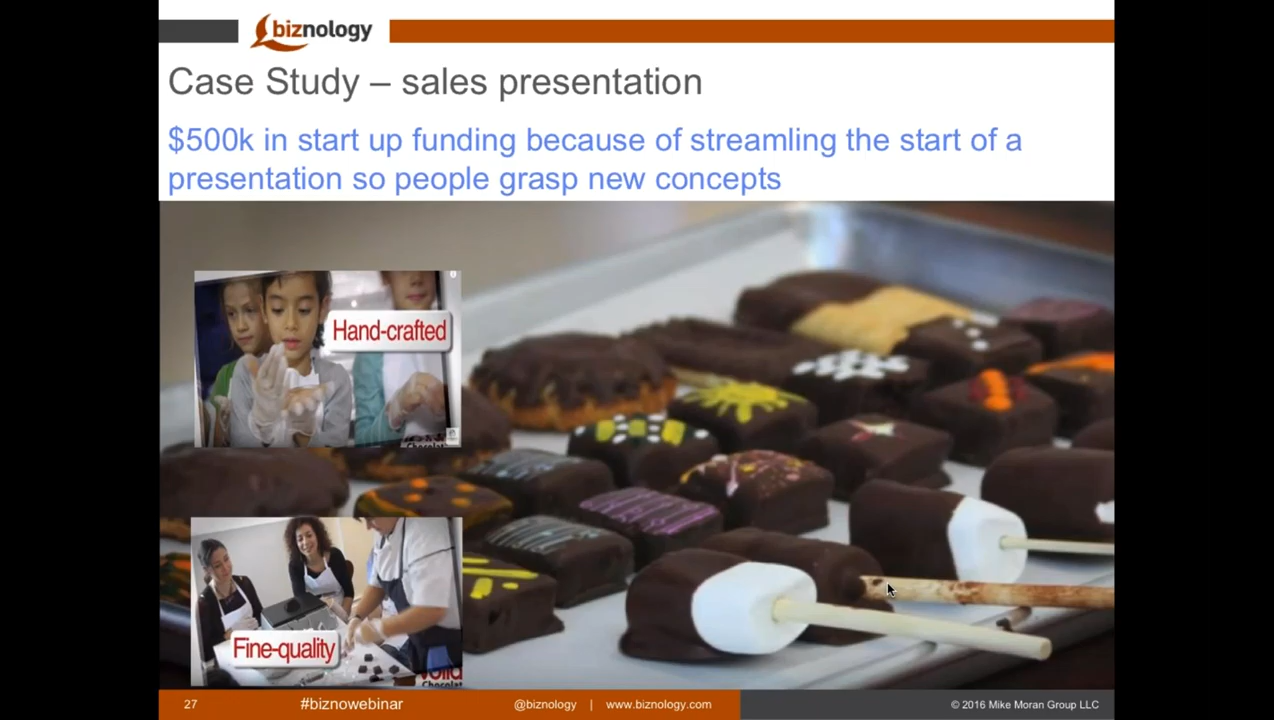 biznology
Case Study – sales presentation
$500k in start up funding because of streamling the start of a
presentation so people grasp new concepts
Hand-crafted
Fine-quality
Chocolat
27
#biznowebinar
@biznology | www.biznology.com
© 2016 Mike Moran Group LLC